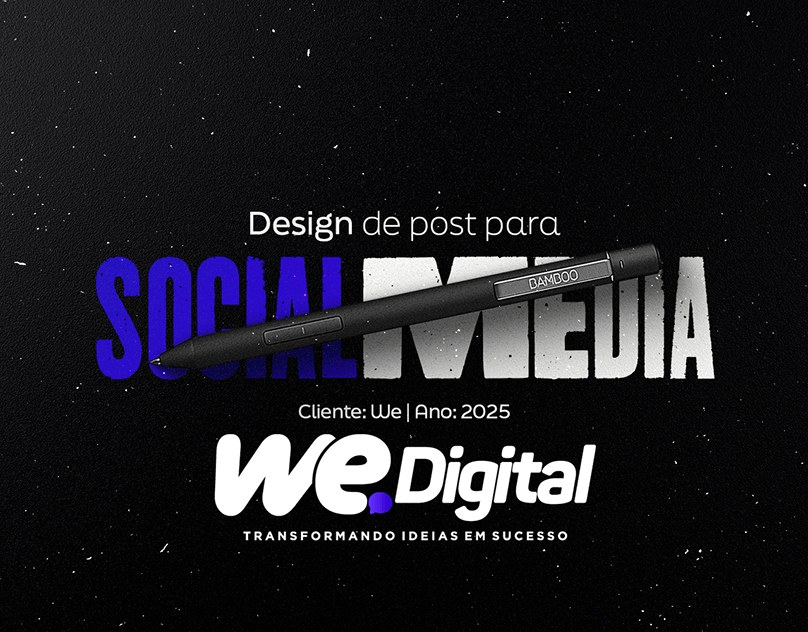 Design de post para
SOCIAL MEDIA
BAMBOO
Cliente: We | Ano: 2025
we. Digital
TRANSFORMANDO IDEIAS EM SUCESSO